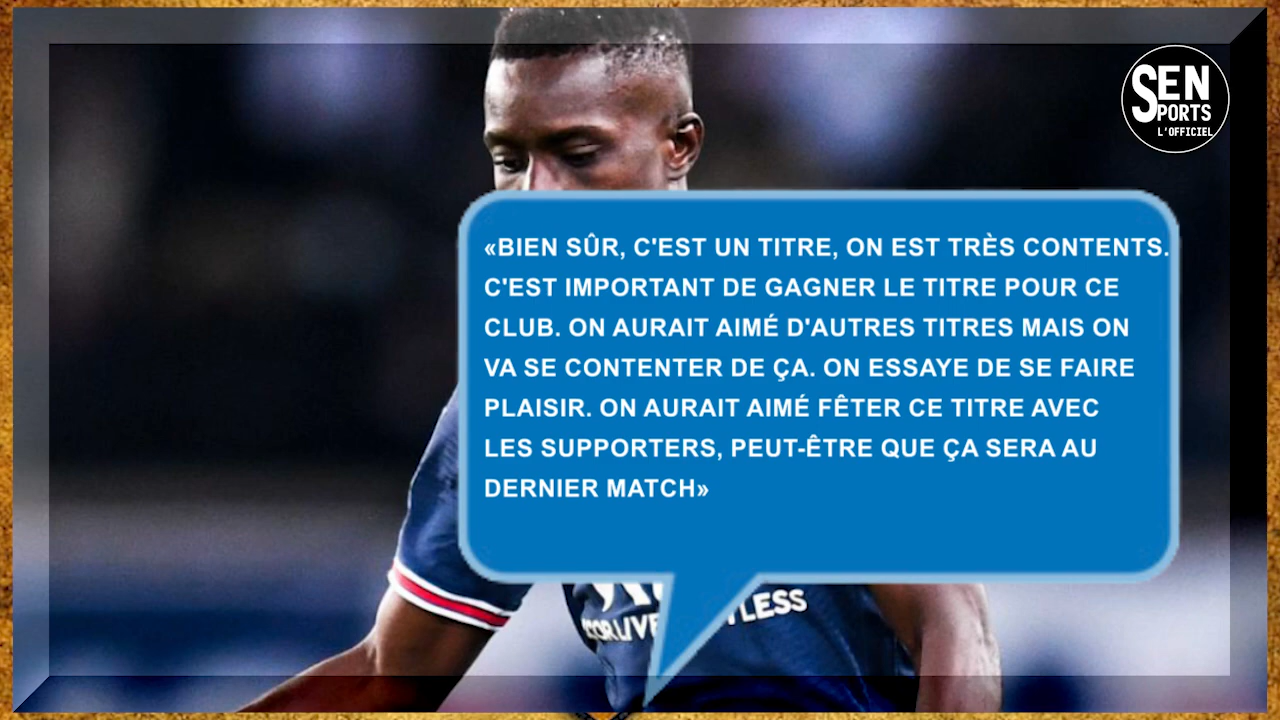 SEN
SPORTS
L'OFFICIEL
«BIEN SÛR, C'EST UN TITRE, ON EST TRÈS CONTENTS.
C'EST IMPORTANT DE GAGNER LE TITRE POUR CE
CLUB. ON AURAIT AIMÉ D'AUTRES TITRES MAIS ON
VA SE CONTENTER DE ÇA. ON ESSAYE DE SE FAIRE
PLAISIR. ON AURAIT AIMÉ FÊTER CE TITRE AVEC
LES SUPPORTERS, PEUT-ÊTRE QUE ÇA SERA AU
DERNIER MATCH»